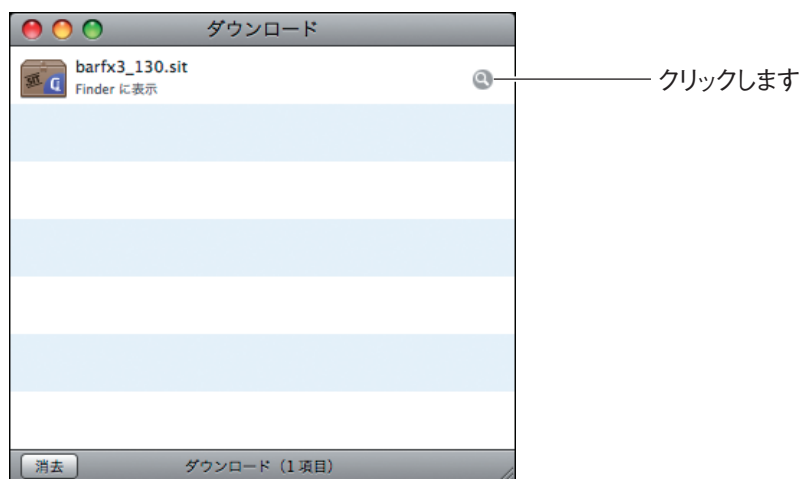 ダウンロード
barfx3_130.sit
Finder に表示
クリックします
消去
ダウンロード（1 項目）